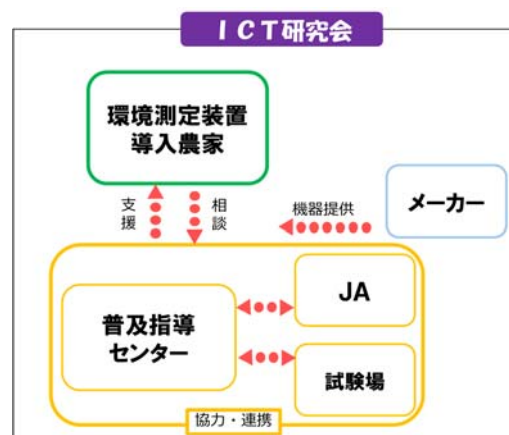 ＩＣＴ研究会
環境測定装置
導入農家
支援
相談
機器提供
メーカー
普及指導
センター
JA
試験場
協力・連携